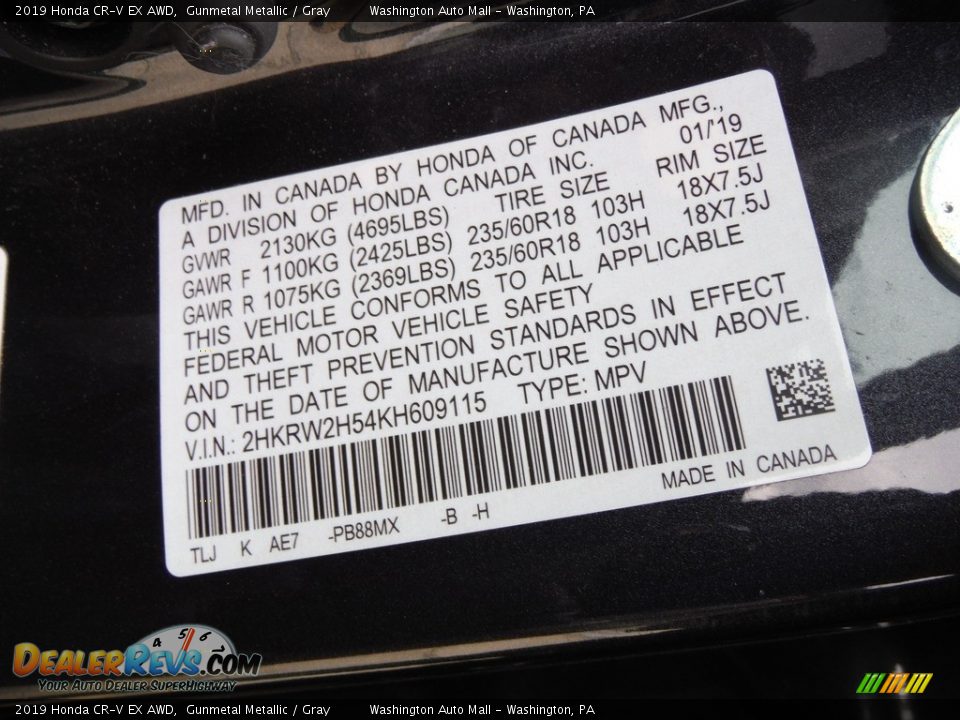 2019 Honda CR-V EX AWD,   Gunmetal Metallic / Gray   Washington Auto Mall - Washington, PA
MFD. IN CANADA BY HONDA OF CANADA MFG.,
A DIVISION OF HONDA CANADA INC.   01/'19
GVWR   2130KG (4695LBS)   TIRE SIZE   RIM SIZE
GAWR F 1100KG (2425LBS) 235/60R18 103H   18X7.5J
GAWR R 1075KG (2369LBS) 235/60R18 103H   18X7.5J
THIS VEHICLE CONFORMS TO ALL APPLICABLE
FEDERAL MOTOR VEHICLE SAFETY
AND THEFT PREVENTION STANDARDS IN EFFECT
ON THE DATE OF MANUFACTURE SHOWN ABOVE.
V.I.N.: 2HKRW2H54KH609115   TYPE: MPV
MADE IN CANADA
TLJ   K   AE7   -PB88MX   -B -H
4 5 6
DEALERREVS.COM
YOUR AUTO DEALER SUPERHIGHWAY
2019 Honda CR-V EX AWD,   Gunmetal Metallic / Gray   Washington Auto Mall - Washington, PA